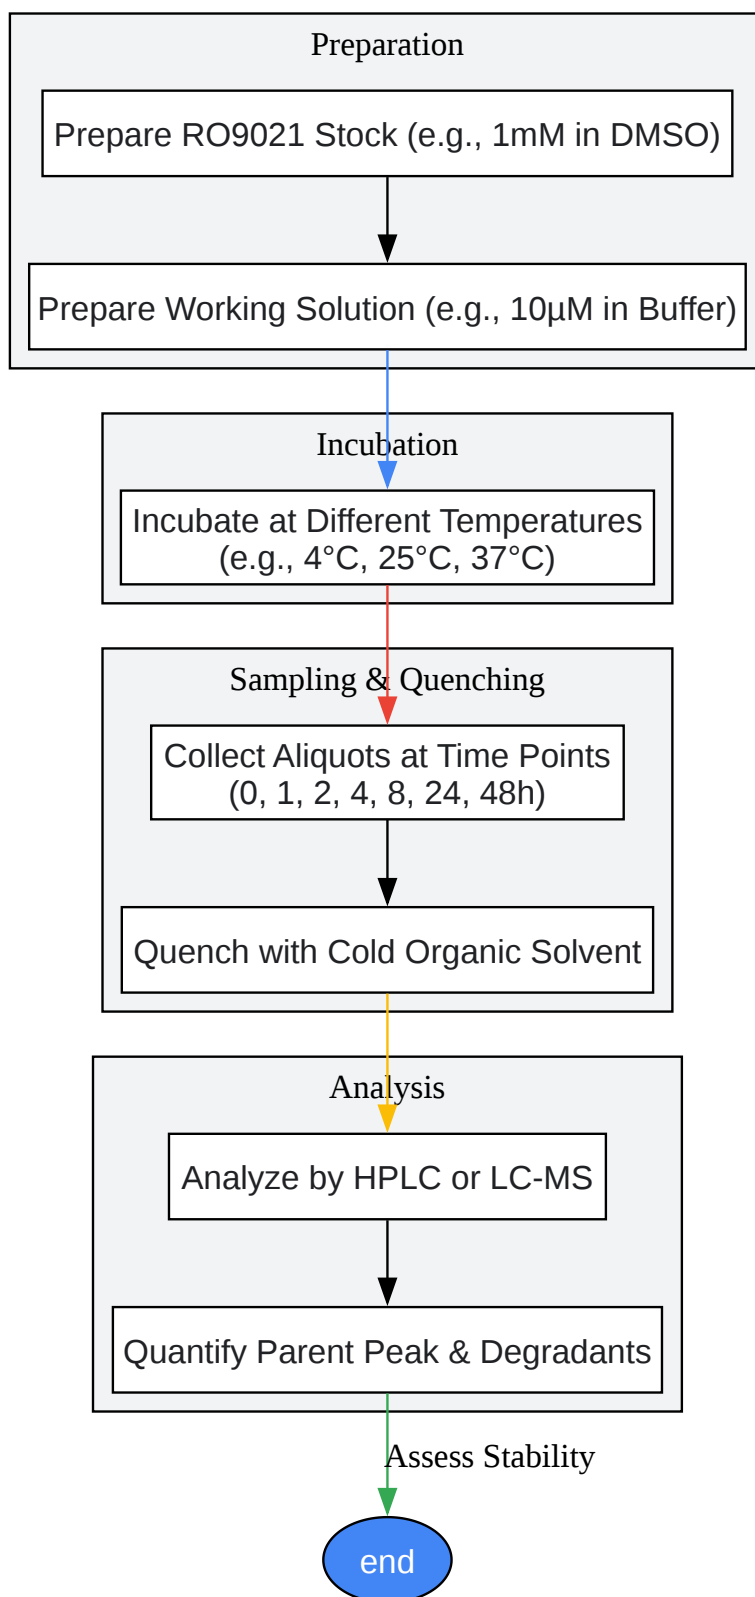 Preparation
Prepare RO9021 Stock (e.g., 1mM in DMSO)
Prepare Working Solution (e.g., 10µM in Buffer)
Incubation
Incubate at Different Temperatures
(e.g., 4°C, 25°C, 37°C)
Sampling & Quenching
Collect Aliquots at Time Points
(0, 1, 2, 4, 8, 24, 48h)
Quench with Cold Organic Solvent
Analysis
Analyze by HPLC or LC-MS
Quantify Parent Peak & Degradants
Assess Stability
end